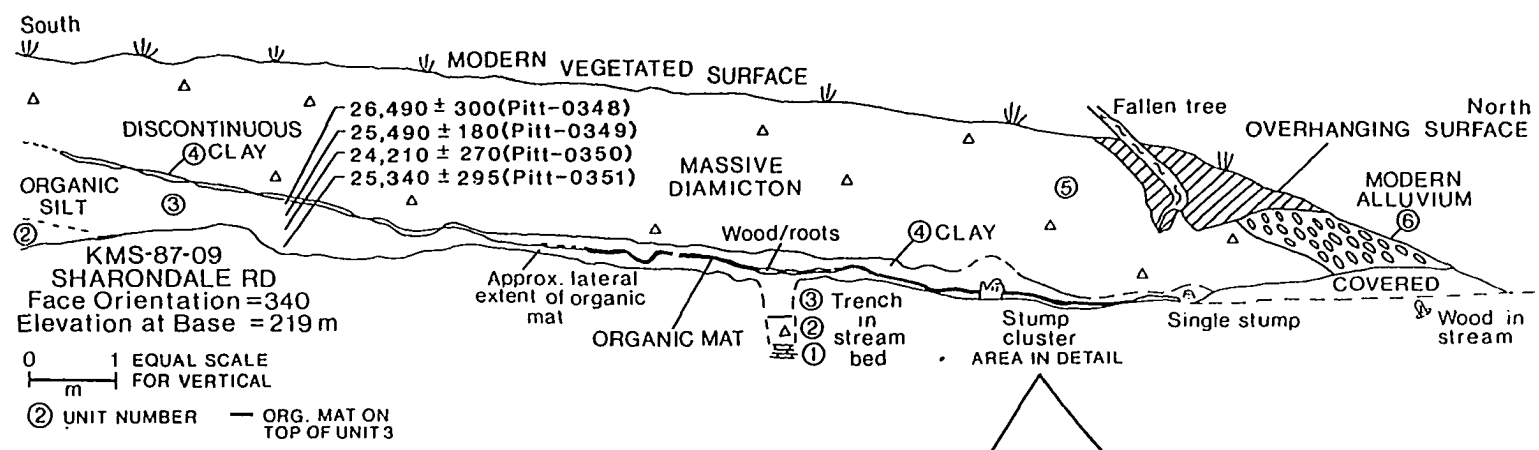 South
MODERN VEGETATED SURFACE
Fallen tree
North
OVERHANGING SURFACE
26,490 ± 300(Pitt-0348)
25,490 ± 180(Pitt-0349)
24,210 ± 270(Pitt-0350)
25,340 ± 295(Pitt-0351)
DISCONTINUOUS
④ CLAY
MASSIVE
DIAMICTON
⑤
MODERN
ALLUVIUM
⑥
ORGANIC
SILT
③
②
KMS-87-09
SHARONDALE RD
Face Orientation = 340
Elevation at Base = 219 m
Wood/roots
④ CLAY
Approx. lateral
extent of organic
mat
ORGANIC MAT
③ Trench
in
② stream
① bed
Stump
cluster
AREA IN DETAIL
Single stump
COVERED
Wood in
stream
0 1 EQUAL SCALE
m FOR VERTICAL
② UNIT NUMBER
ORG. MAT ON
TOP OF UNIT 3